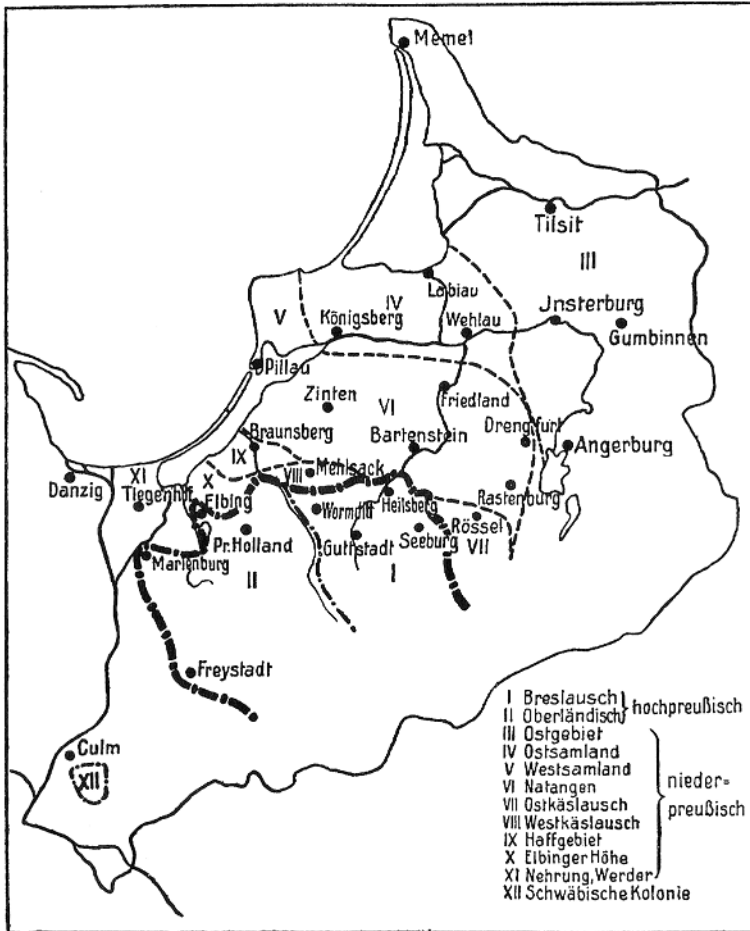 Memel
Tilsit
III
Labiau
IV
V
Königsberg
Wehlau
Jnsterburg
Gumbinnen
Pillau
Zinten
VI
Friedland
Braunsberg
Bartenstein
Drengfurt
Angerburg
IX
Mehlsack
VIII
Danzig
XI
Tiegenhof
X
Elbing
Wormditt
Heilsberg
Rastenburg
Rössel
VII
Pr.Holland
Guttstadt
Seeburg
Marienburg
II
I
Freystadt
Culm
XII
I Breslausch
II Oberländisch
hochpreußisch
III Ostgebiet
IV Ostsamland
V Westsamland
VI Natangen
VII Ostkäslausch
VIII Westkäslausch
IX Haffgebiet
X Elbinger Höhe
XI Nehrung, Werder
nieder=
preußisch
XII Schwäbische Kolonie